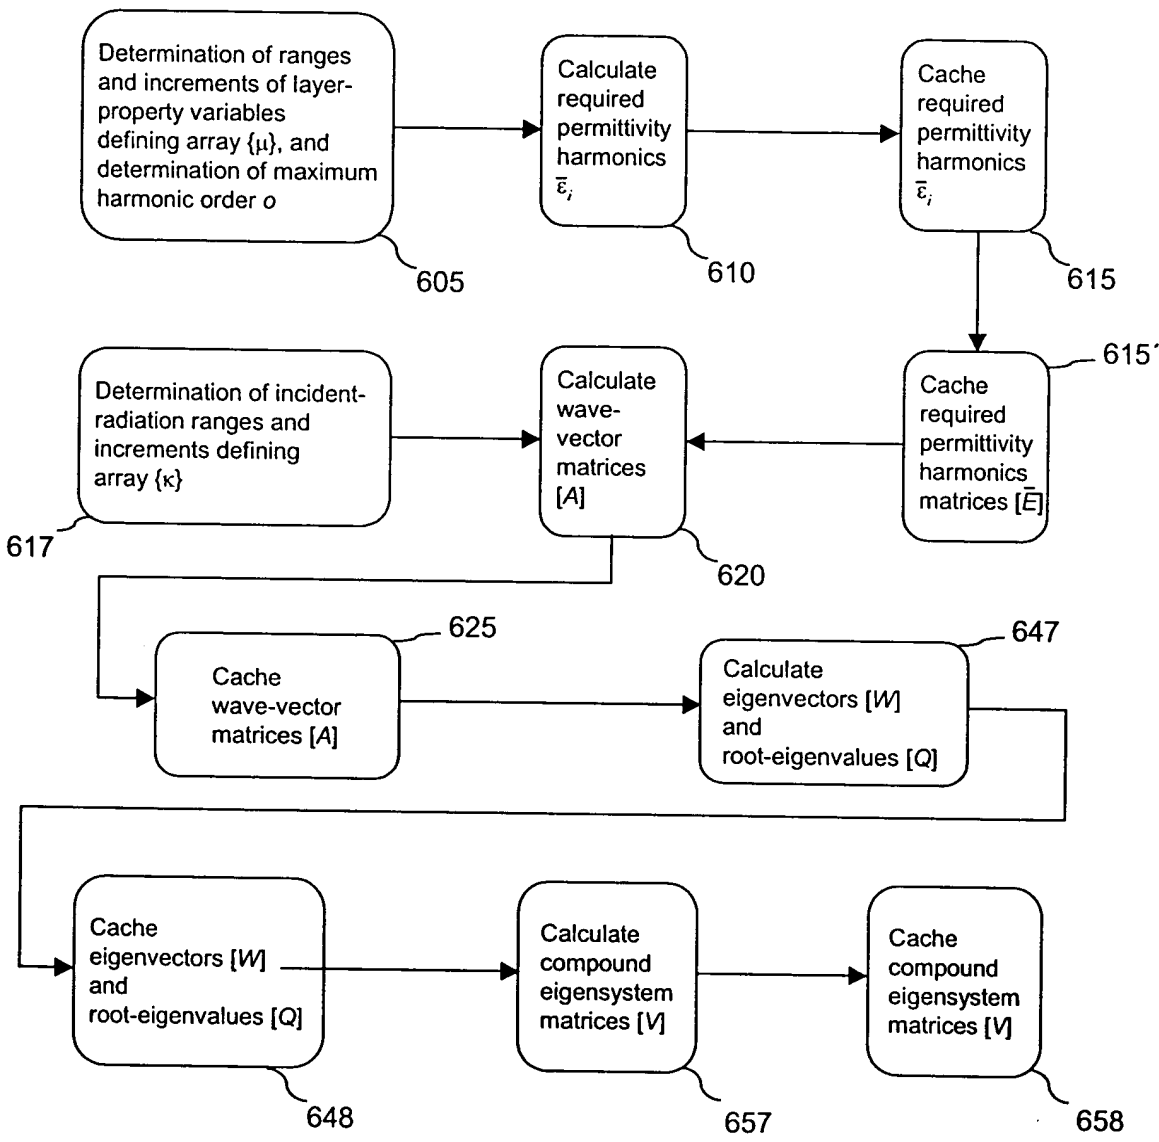 Determination of ranges
and increments of layer-
property variables
defining array {μ}, and
determination of maximum
harmonic order o
605
Calculate
required
permittivity
harmonics
ε̅i
610
Cache
required
permittivity
harmonics
ε̅i
615
Determination of incident-
radiation ranges and
increments defining
array {κ}
617
Calculate
wave-
vector
matrices
[A]
620
Cache
required
permittivity
harmonics
matrices [E̅]
615′
Cache
wave-vector
matrices [A]
625
Calculate
eigenvectors [W]
and
root-eigenvalues [Q]
647
Cache
eigenvectors [W]
and
root-eigenvalues [Q]
648
Calculate
compound
eigensystem
matrices [V]
657
Cache
compound
eigensystem
matrices [V]
658